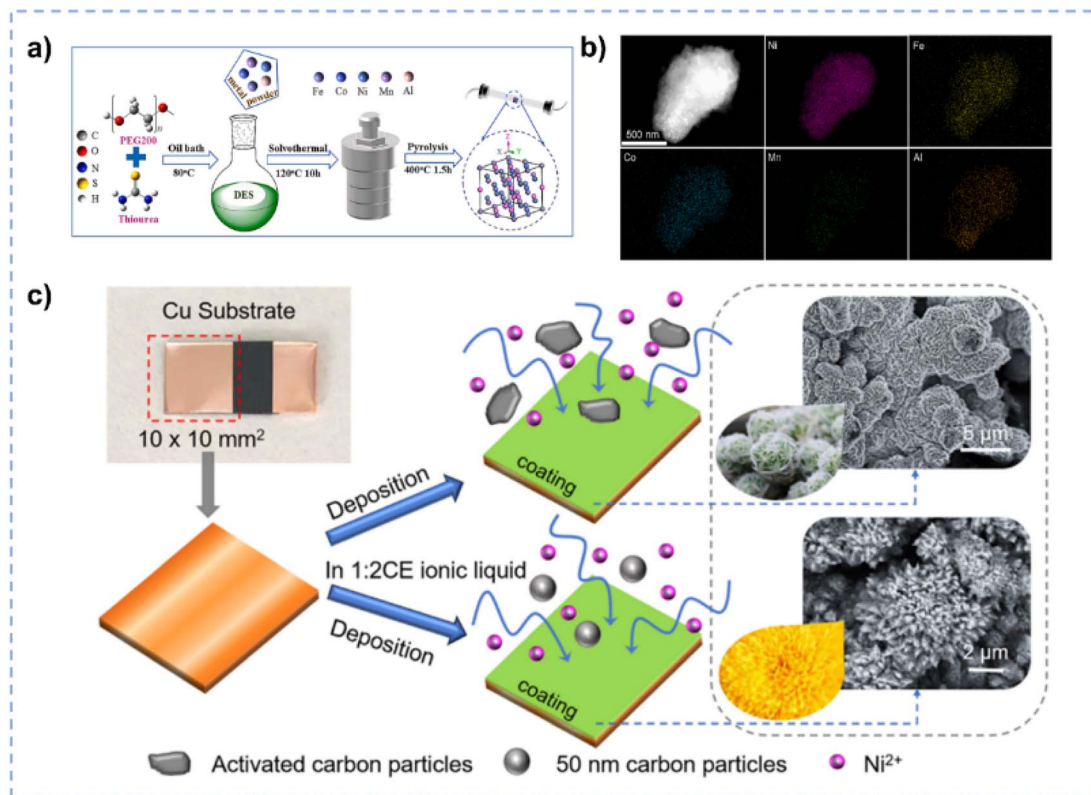 a)
metal
powder
Fe Co Ni Mn Al
PEG200
C
O
N
S
H
Thiourea
Oil bath
80°C
DES
Solvothermal
120°C 10h
Pyrolysis
400°C 1.5h
Z
X Y
b)
500 nm
Ni
Fe
Co
Mn
Al
c)
Cu Substrate
10 x 10 mm²
Deposition
In 1:2CE ionic liquid
Deposition
coating
coating
5 μm
2 μm
Activated carbon particles
50 nm carbon particles
Ni²⁺